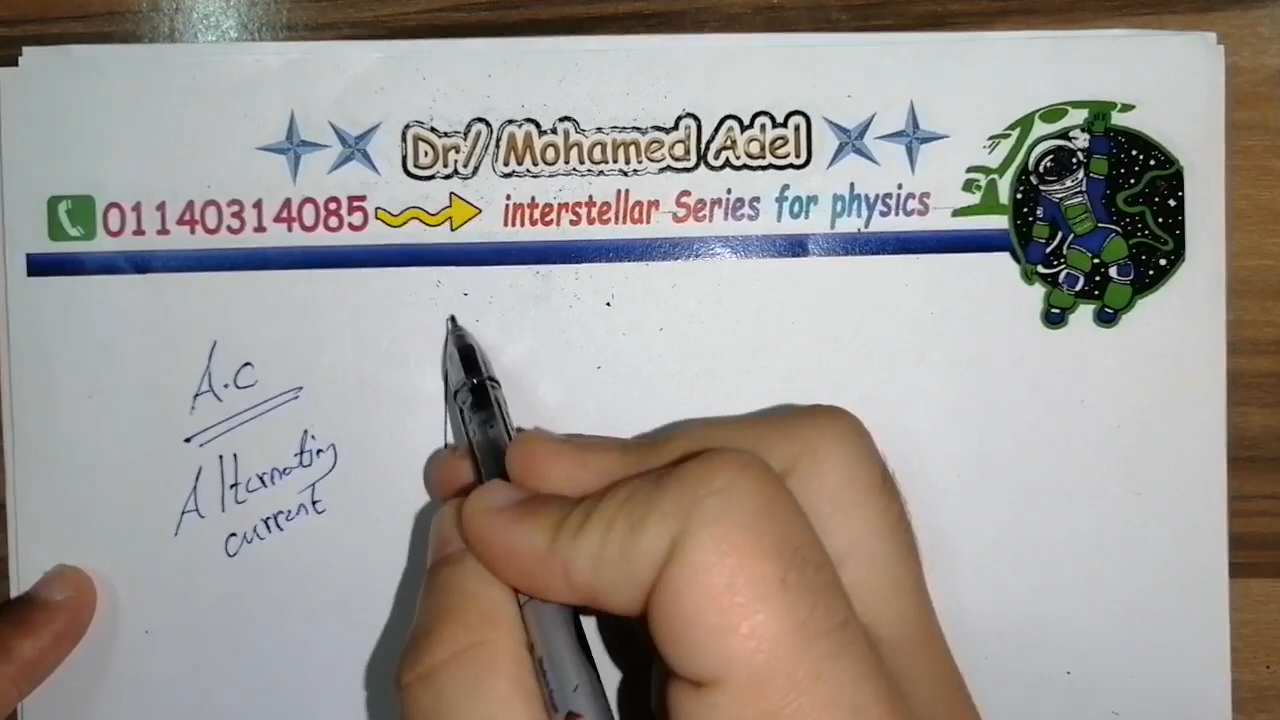 Dr/ Mohamed Adel
01140314085 interstellar Series for physics
A.C
Alternating
current